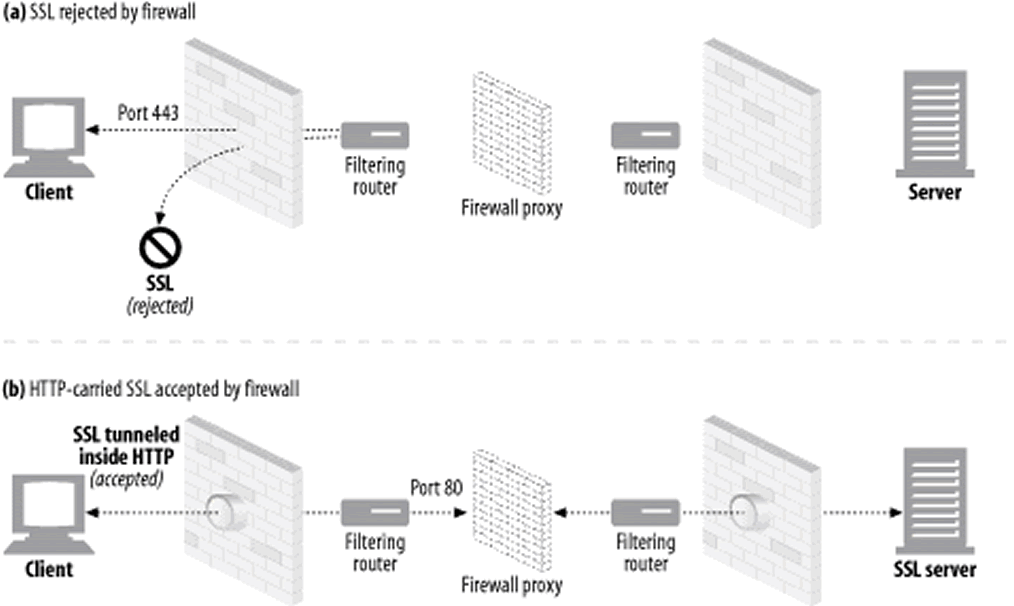 (a) SSL rejected by firewall
Port 443
Client
Filtering
router
Firewall proxy
Filtering
router
Server
SSL
(rejected)
(b) HTTP-carried SSL accepted by firewall
SSL tunneled
inside HTTP
(accepted)
Port 80
Client
Filtering
router
Firewall proxy
Filtering
router
SSL server